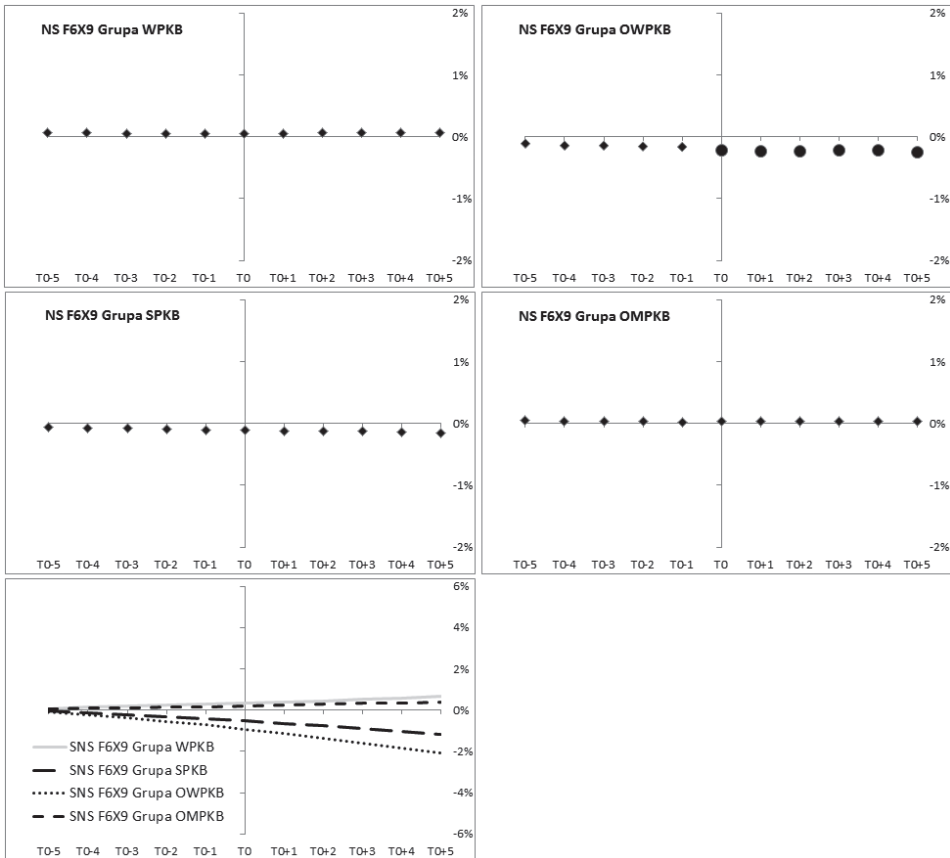 NS F6X9 Grupa WPKB
2%
1%
0%
-1%
-2%
T0-5 T0-4 T0-3 T0-2 T0-1 T0 T0+1 T0+2 T0+3 T0+4 T0+5
NS F6X9 Grupa OWPKB
2%
1%
0%
-1%
-2%
T0-5 T0-4 T0-3 T0-2 T0-1 T0 T0+1 T0+2 T0+3 T0+4 T0+5
NS F6X9 Grupa SPKB
2%
1%
0%
-1%
-2%
T0-5 T0-4 T0-3 T0-2 T0-1 T0 T0+1 T0+2 T0+3 T0+4 T0+5
NS F6X9 Grupa OMPKB
2%
1%
0%
-1%
-2%
T0-5 T0-4 T0-3 T0-2 T0-1 T0 T0+1 T0+2 T0+3 T0+4 T0+5
6%
4%
2%
0%
-2%
-4%
-6%
SNS F6X9 Grupa WPKB
SNS F6X9 Grupa SPKB
SNS F6X9 Grupa OWPKB
SNS F6X9 Grupa OMPKB
T0-5 T0-4 T0-3 T0-2 T0-1 T0 T0+1 T0+2 T0+3 T0+4 T0+5